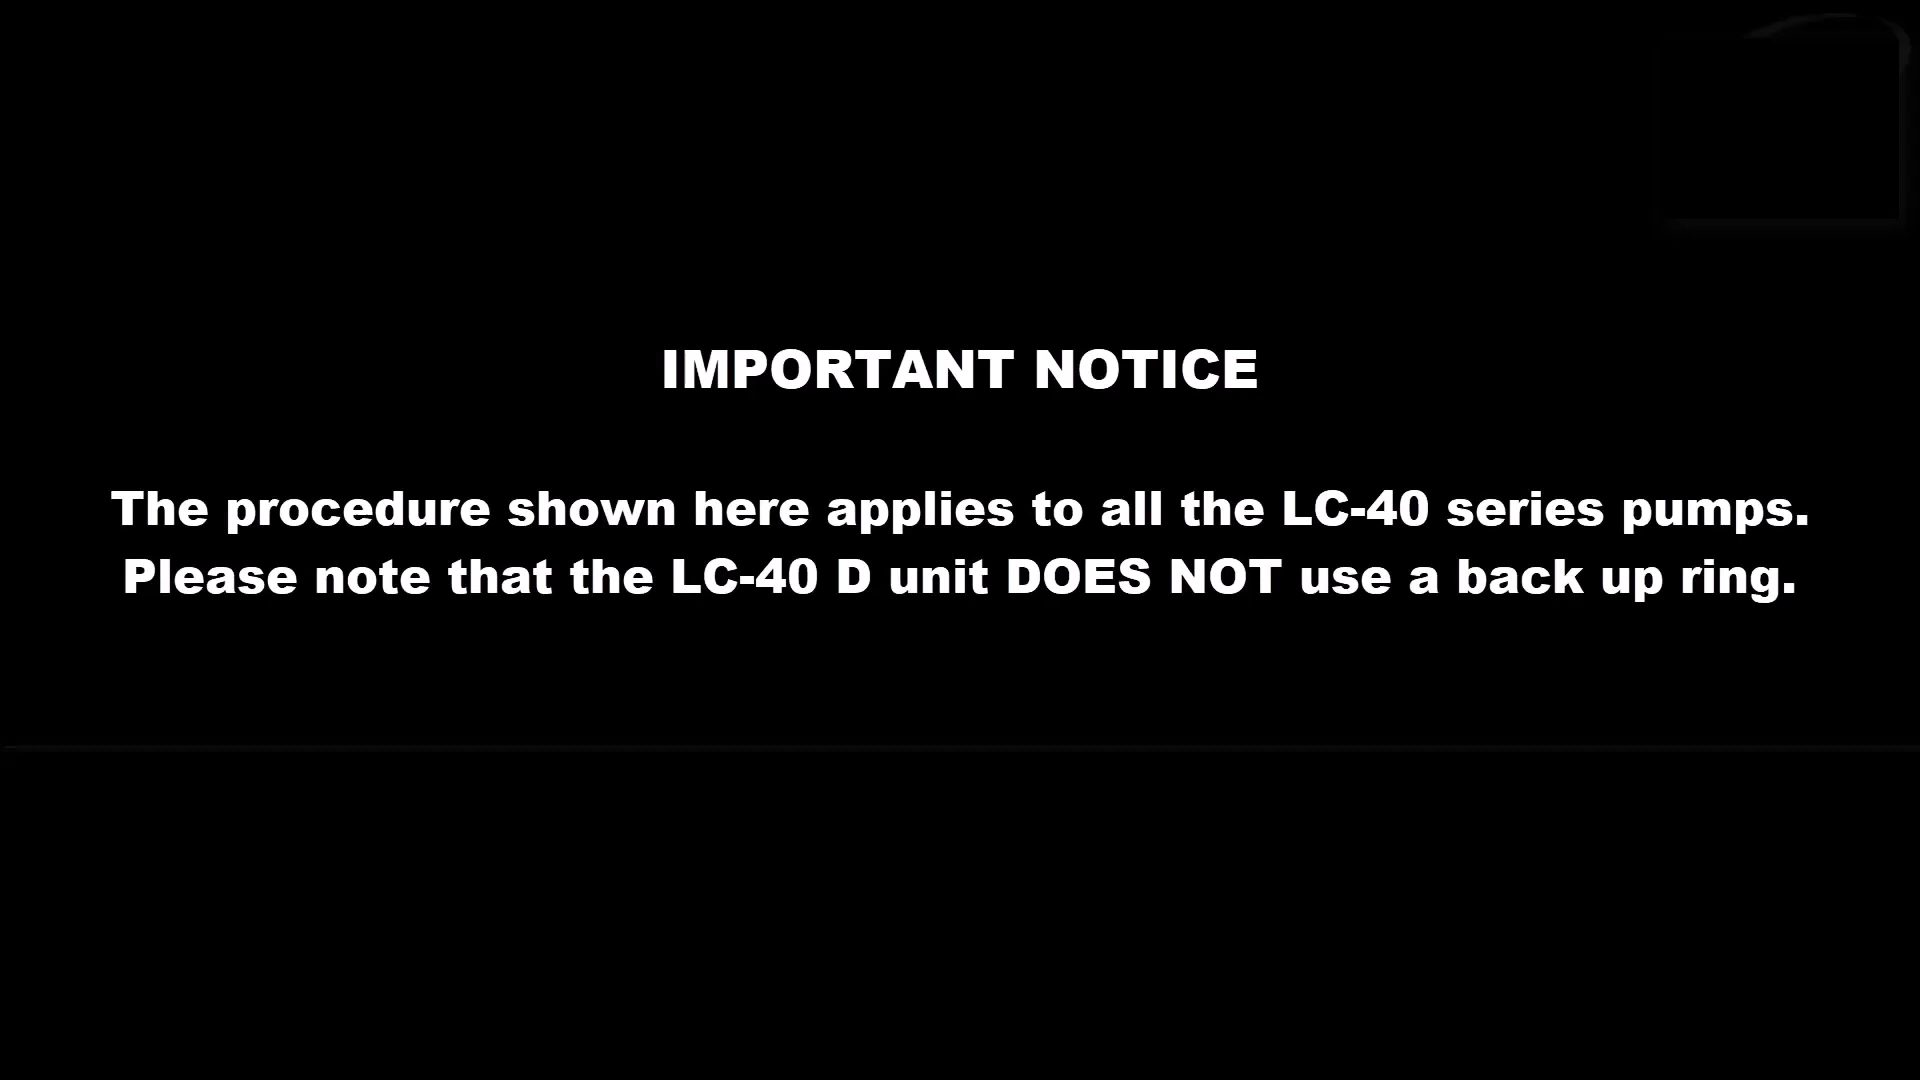 IMPORTANT NOTICE
The procedure shown here applies to all the LC-40 series pumps.
Please note that the LC-40 D unit DOES NOT use a back up ring.